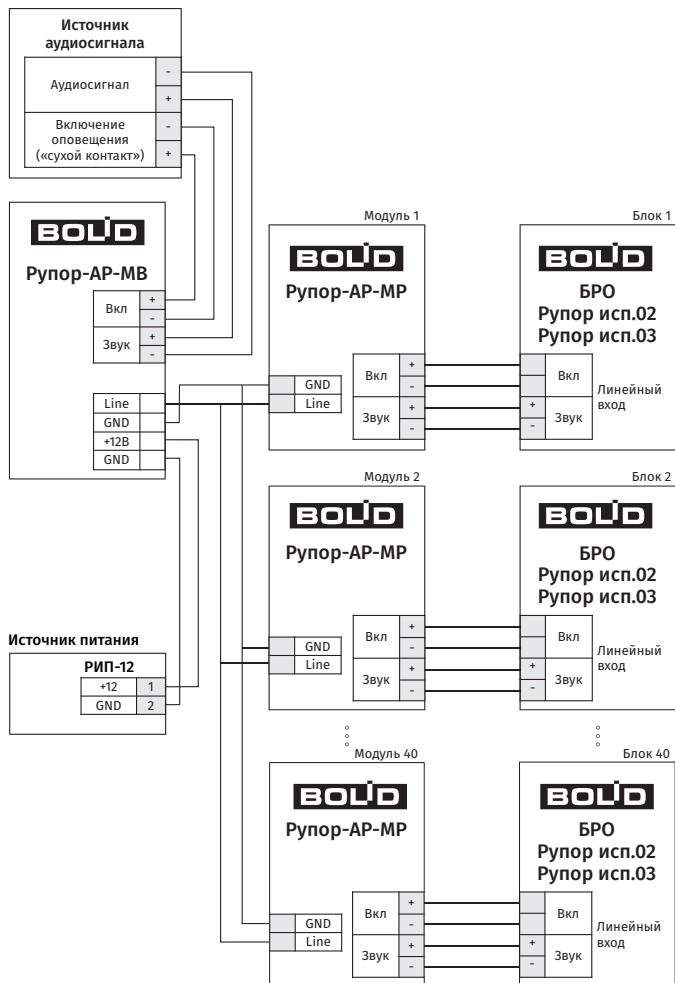 Источник
аудиосигнала
Аудиосигнал
-
+
Включение
оповещения
(«сухой контакт»)
-
+
BOLID
Рупор-АР-МВ
Вкл
+
-
Звук
+
-
Line
GND
+12В
GND
Источник питания
РИП-12
+12 1
GND 2
Модуль 1
BOLID
Рупор-АР-МР
GND
Line
Вкл
+
-
Звук
+
-
Блок 1
BOLID
БРО
Рупор исп.02
Рупор исп.03
Вкл
+
-
Звук
Линейный
вход
Модуль 2
BOLID
Рупор-АР-МР
GND
Line
Вкл
+
-
Звук
+
-
Блок 2
BOLID
БРО
Рупор исп.02
Рупор исп.03
Вкл
+
-
Звук
Линейный
вход
Модуль 40
BOLID
Рупор-АР-МР
GND
Line
Вкл
+
-
Звук
+
-
Блок 40
BOLID
БРО
Рупор исп.02
Рупор исп.03
Вкл
+
-
Звук
Линейный
вход